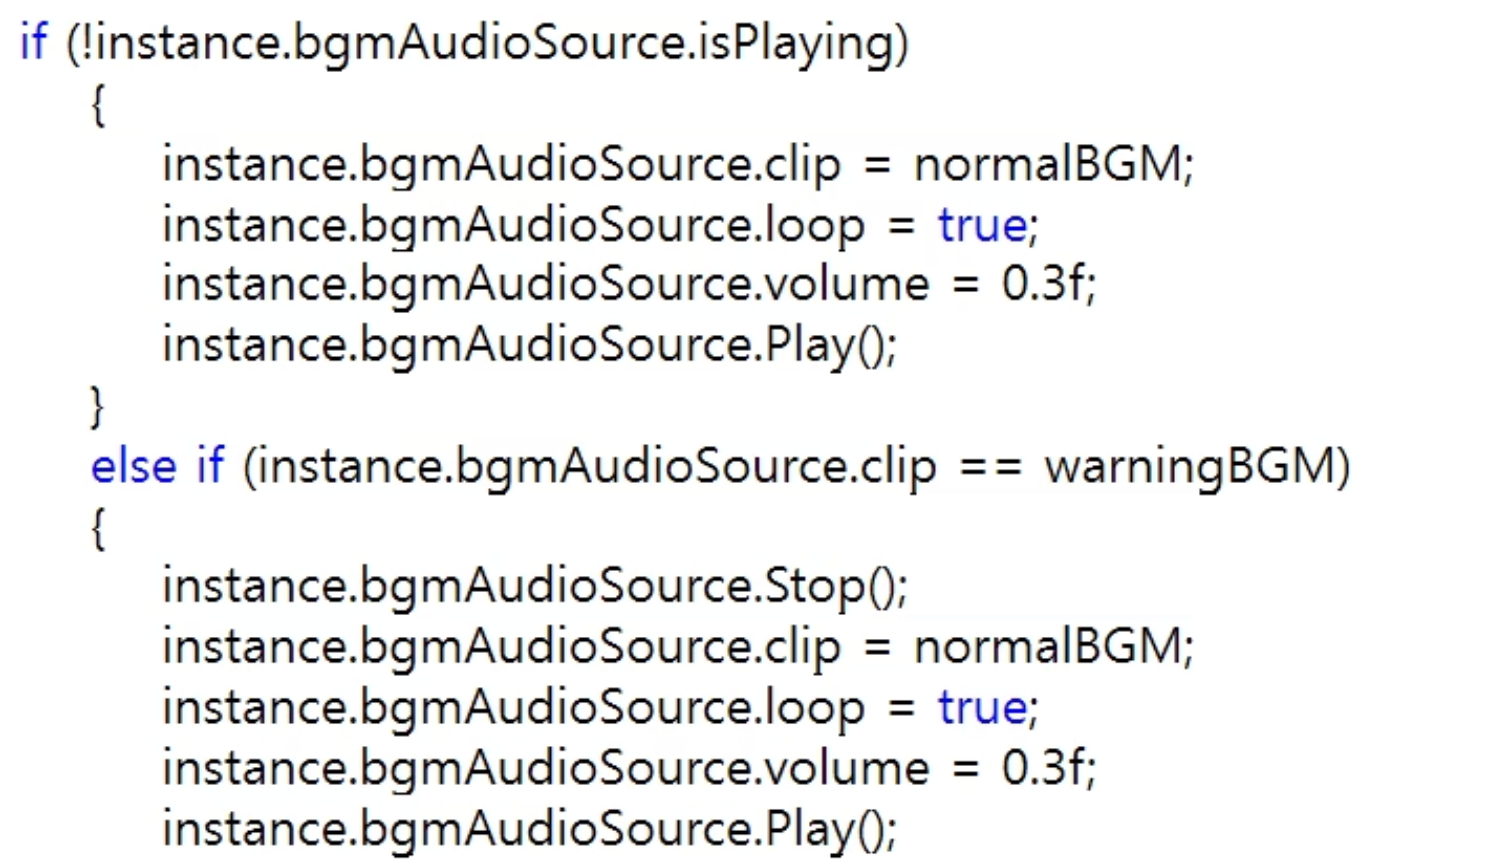 if (!instance.bgmAudioSource.isPlaying)
{
instance.bgmAudioSource.clip = normalBGM;
instance.bgmAudioSource.loop = true;
instance.bgmAudioSource.volume = 0.3f;
instance.bgmAudioSource.Play();
}
else if (instance.bgmAudioSource.clip == warningBGM)
{
instance.bgmAudioSource.Stop();
instance.bgmAudioSource.clip = normalBGM;
instance.bgmAudioSource.loop = true;
instance.bgmAudioSource.volume = 0.3f;
instance.bgmAudioSource.Play();